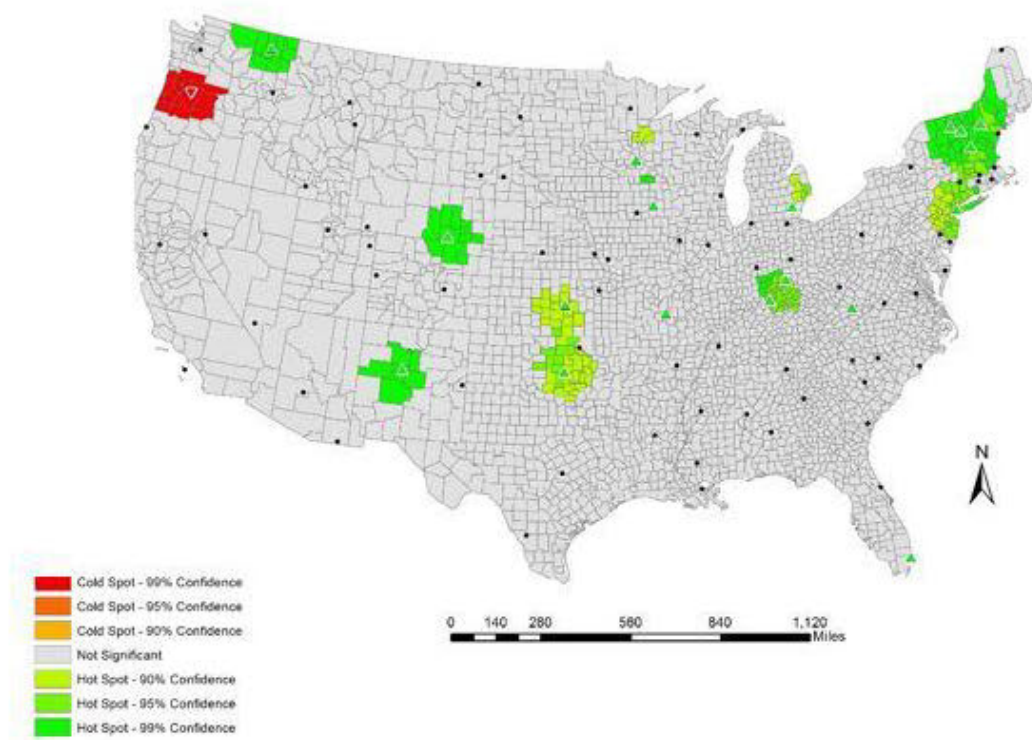 N
Cold Spot - 99% Confidence
Cold Spot - 95% Confidence
Cold Spot - 90% Confidence
Not Significant
Hot Spot - 90% Confidence
Hot Spot - 95% Confidence
Hot Spot - 99% Confidence
0 140 280 560 840 1,120
Miles